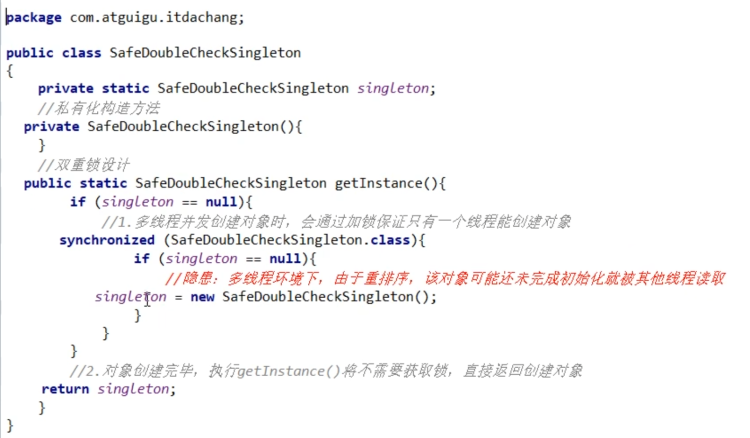 package com.atguigu.itdachang;
public class SafeDoubleCheckSingleton
{
private static SafeDoubleCheckSingleton singleton;
//私有化构造方法
private SafeDoubleCheckSingleton(){
}
//双重锁设计
public static SafeDoubleCheckSingleton getInstance(){
if (singleton == null){
//1.多线程并发创建对象时，会通过加锁保证只有一个线程能创建对象
synchronized (SafeDoubleCheckSingleton.class){
if (singleton == null){
//隐患：多线程环境下，由于重排序，该对象可能还未完成初始化就被其他线程读取
singleton = new SafeDoubleCheckSingleton();
}
}
}
//2.对象创建完毕，执行getInstance()将不需要获取锁，直接返回创建对象
return singleton;
}
}